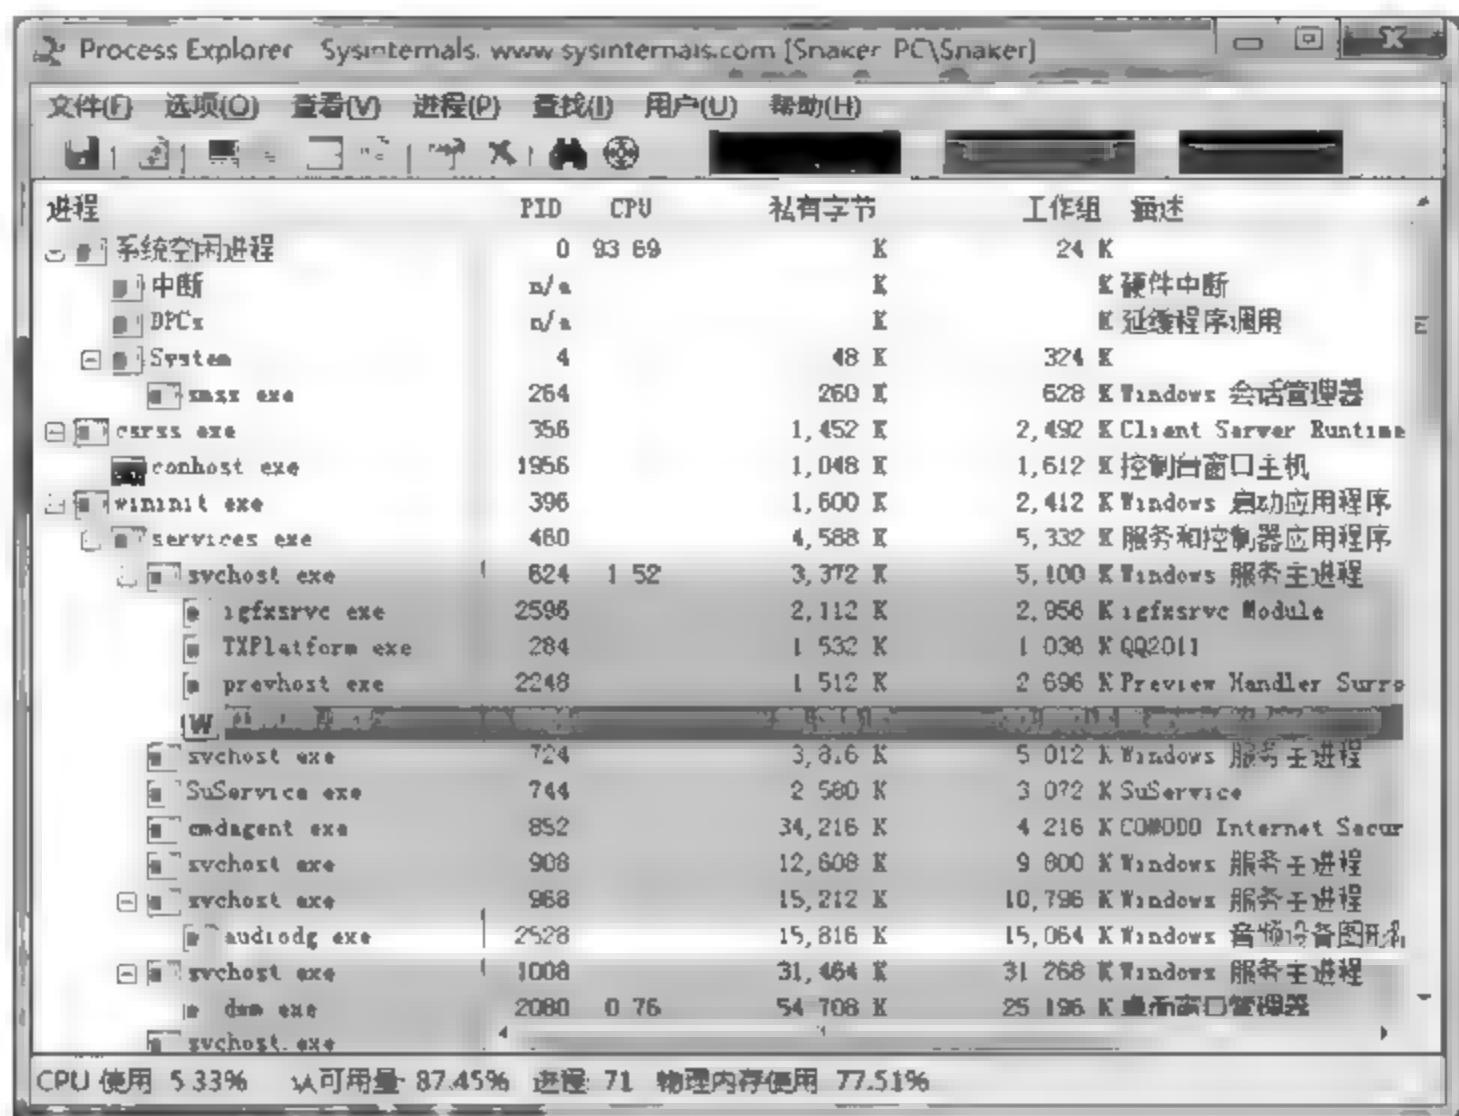 Process Explorer - Sysinternals: www.sysinternals.com [Snaker-PC\Snaker]
文件(F) 选项(O) 查看(V) 进程(P) 查找(I) 用户(U) 帮助(H)
进程 PID CPU 私有字节 工作组 描述
系统空闲进程 0 93.69 K 24 K
中断 n/a K K 硬件中断
DPCs n/a K K 延缓程序调用
System 4 48 K 324 K
smss.exe 264 260 K 628 K Windows 会话管理器
csrss.exe 356 1,452 K 2,492 K Client Server Runtime
conhost.exe 1956 1,048 K 1,612 K 控制台窗口主机
wininit.exe 396 1,600 K 2,412 K Windows 启动应用程序
services.exe 460 4,588 K 5,332 K 服务和控制器应用程序
svchost.exe 624 1.52 3,372 K 5,100 K Windows 服务主进程
igfxsrvc.exe 2596 2,112 K 2,956 K igfxsrvc Module
TXPlatform.exe 284 1,532 K 1,036 K QQ2011
prevhost.exe 2248 1,512 K 2,696 K Preview Handler Surro
W
svchost.exe 724 3,816 K 5,012 K Windows 服务主进程
SuService.exe 744 2,580 K 3,072 K SuService
cmdagent.exe 852 34,216 K 4,216 K COMODO Internet Secur
svchost.exe 908 12,608 K 9,800 K Windows 服务主进程
svchost.exe 968 15,212 K 10,796 K Windows 服务主进程
audiodg.exe 2528 15,816 K 15,064 K Windows 音频设备图形
svchost.exe 1008 31,464 K 31,268 K Windows 服务主进程
dwm.exe 2080 0.76 54,708 K 25,196 K 桌面窗口管理器
svchost.exe
CPU 使用: 5.33% 认可用量: 87.45% 进程: 71 物理内存使用: 77.51%